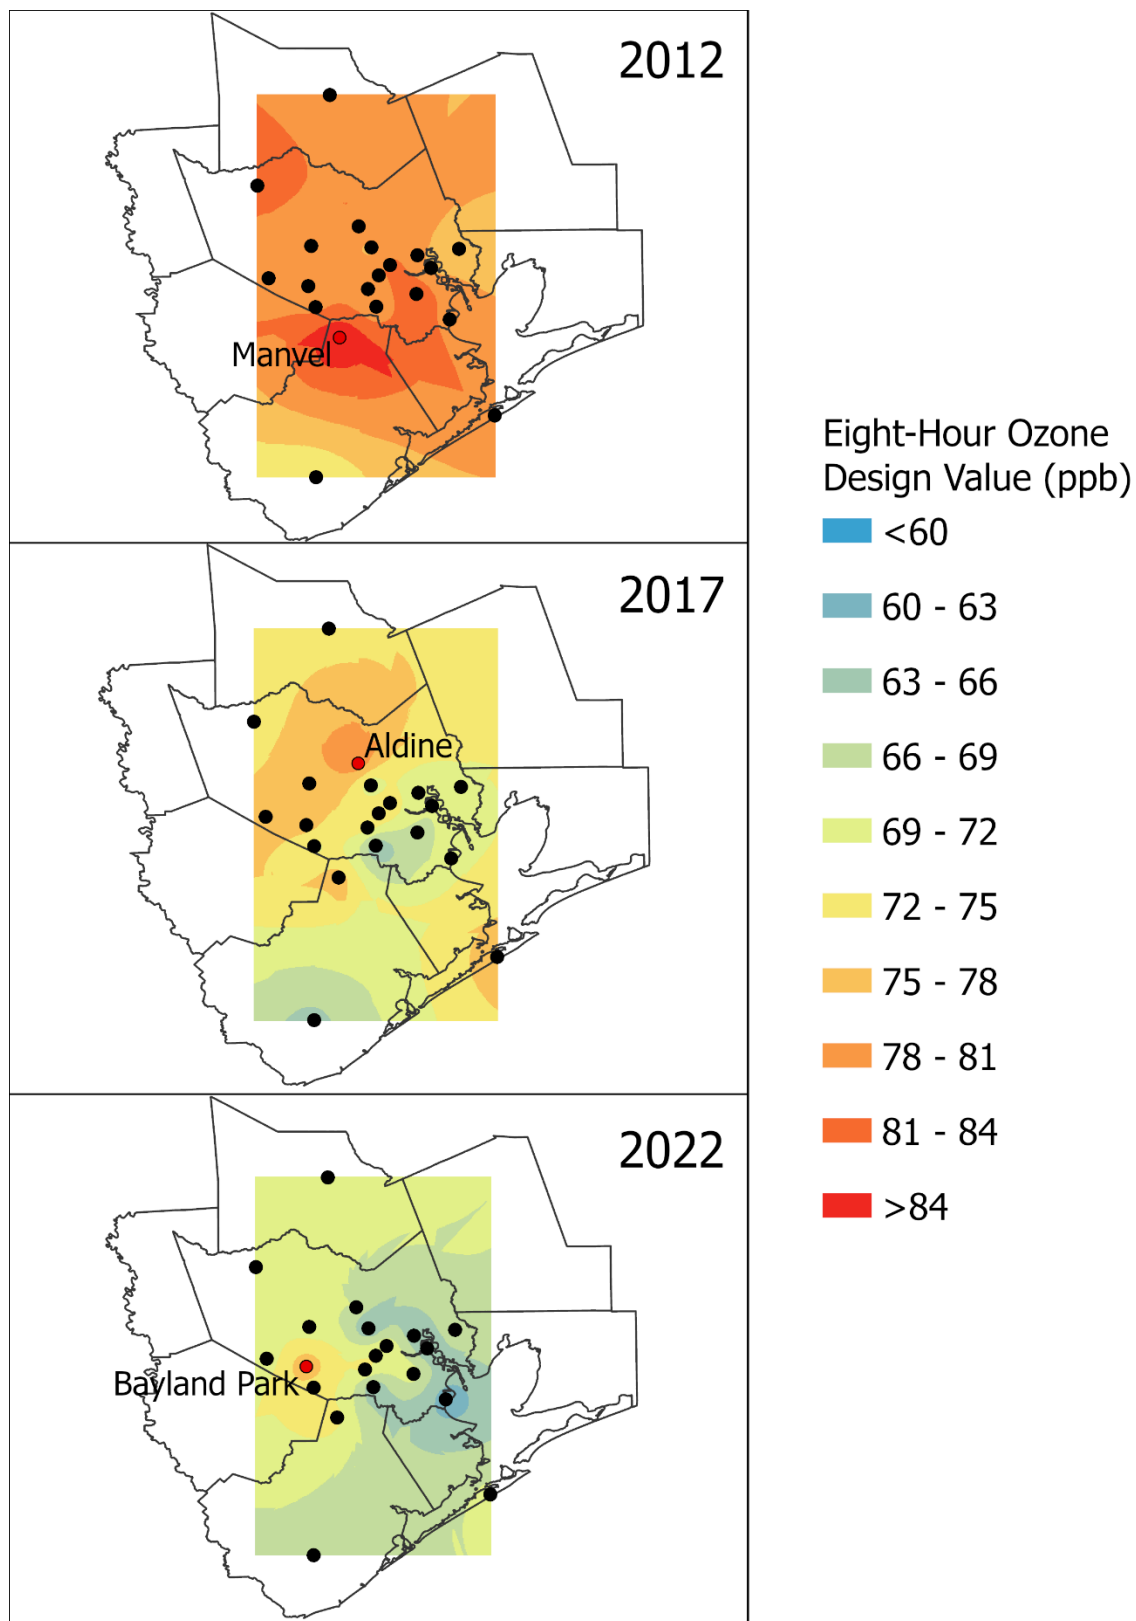 2012
Manvel
2017
Aldine
2022
Bayland Park
Eight-Hour Ozone
Design Value (ppb)
<60
60 - 63
63 - 66
66 - 69
69 - 72
72 - 75
75 - 78
78 - 81
81 - 84
>84